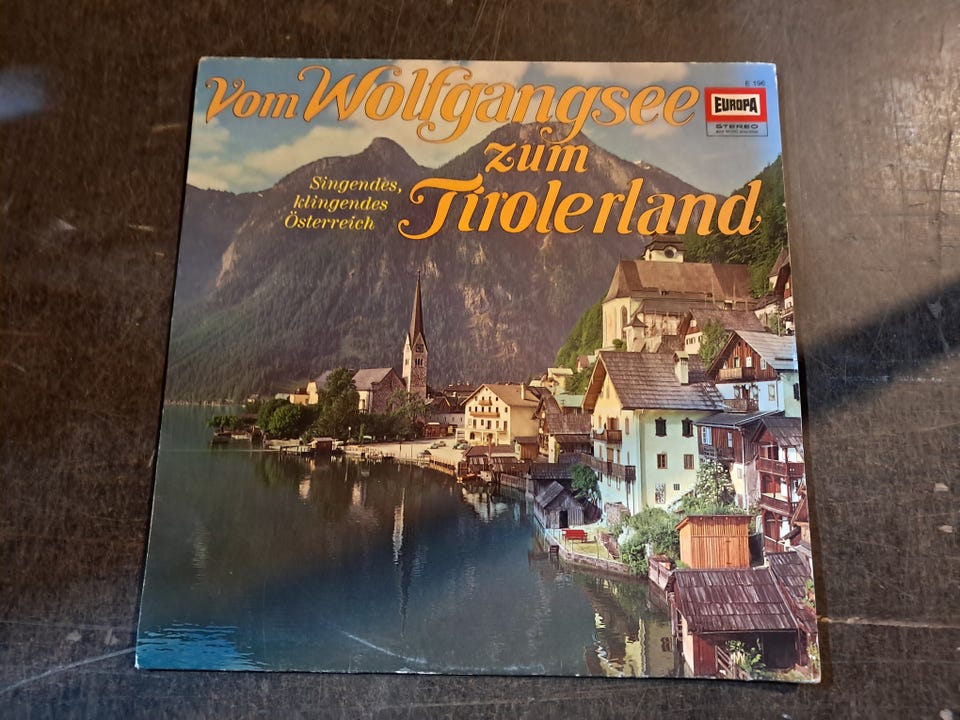 Vom Wolfgangsee
zum
Tirolerland
Singendes,
klingendes
Österreich
E 196
EUROPA
STEREO